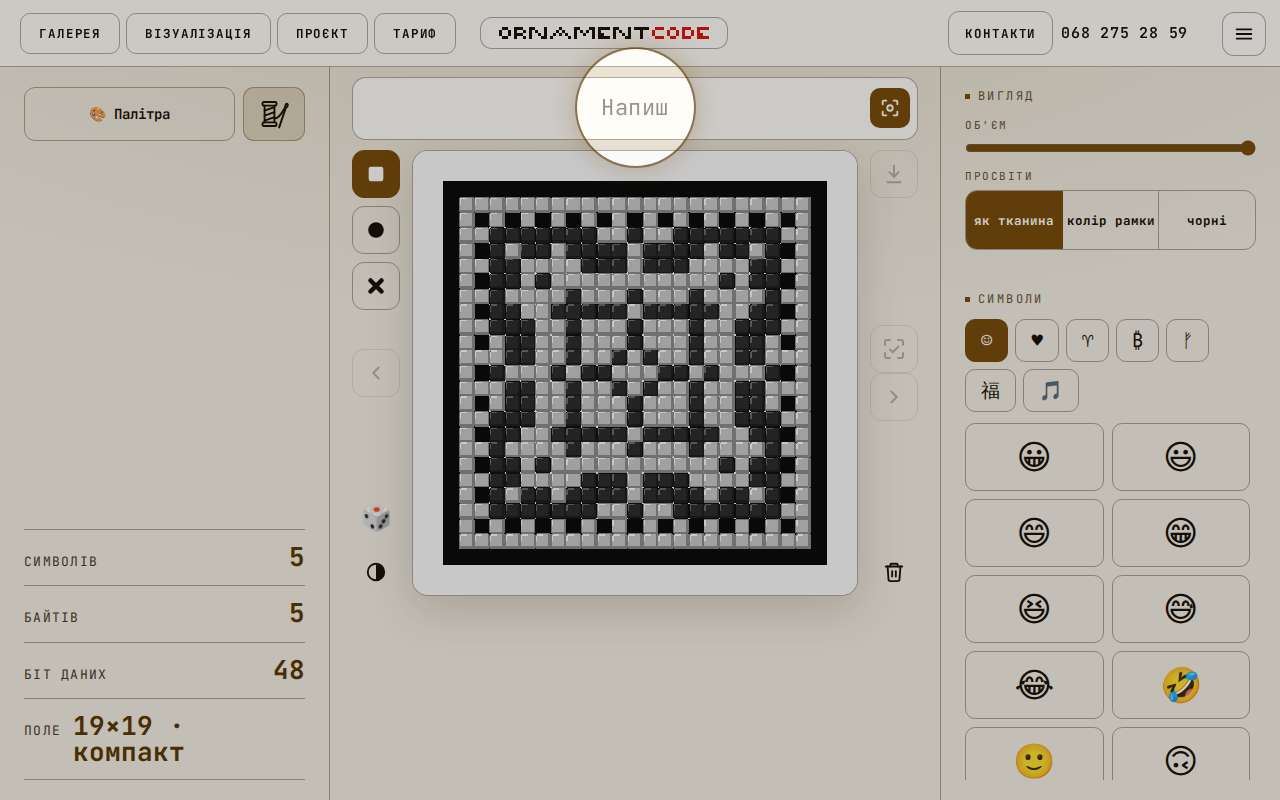 ГАЛЕРЕЯ
ВІЗУАЛІЗАЦІЯ
ПРОЄКТ
ТАРИФ
ORNAMENTCODE
КОНТАКТИ
068 275 28 59
🎨 Палітра
Напиш
ВИГЛЯД
ОБ'ЄМ
ПРОСВІТИ
як тканина
колір рамки
чорні
СИМВОЛИ
☺ ♥ ♈ ₿ ᚠ
福 🎵
СИМВОЛІВ 5
БАЙТІВ 5
БІТ ДАНИХ 48
ПОЛЕ 19×19 ·
компакт